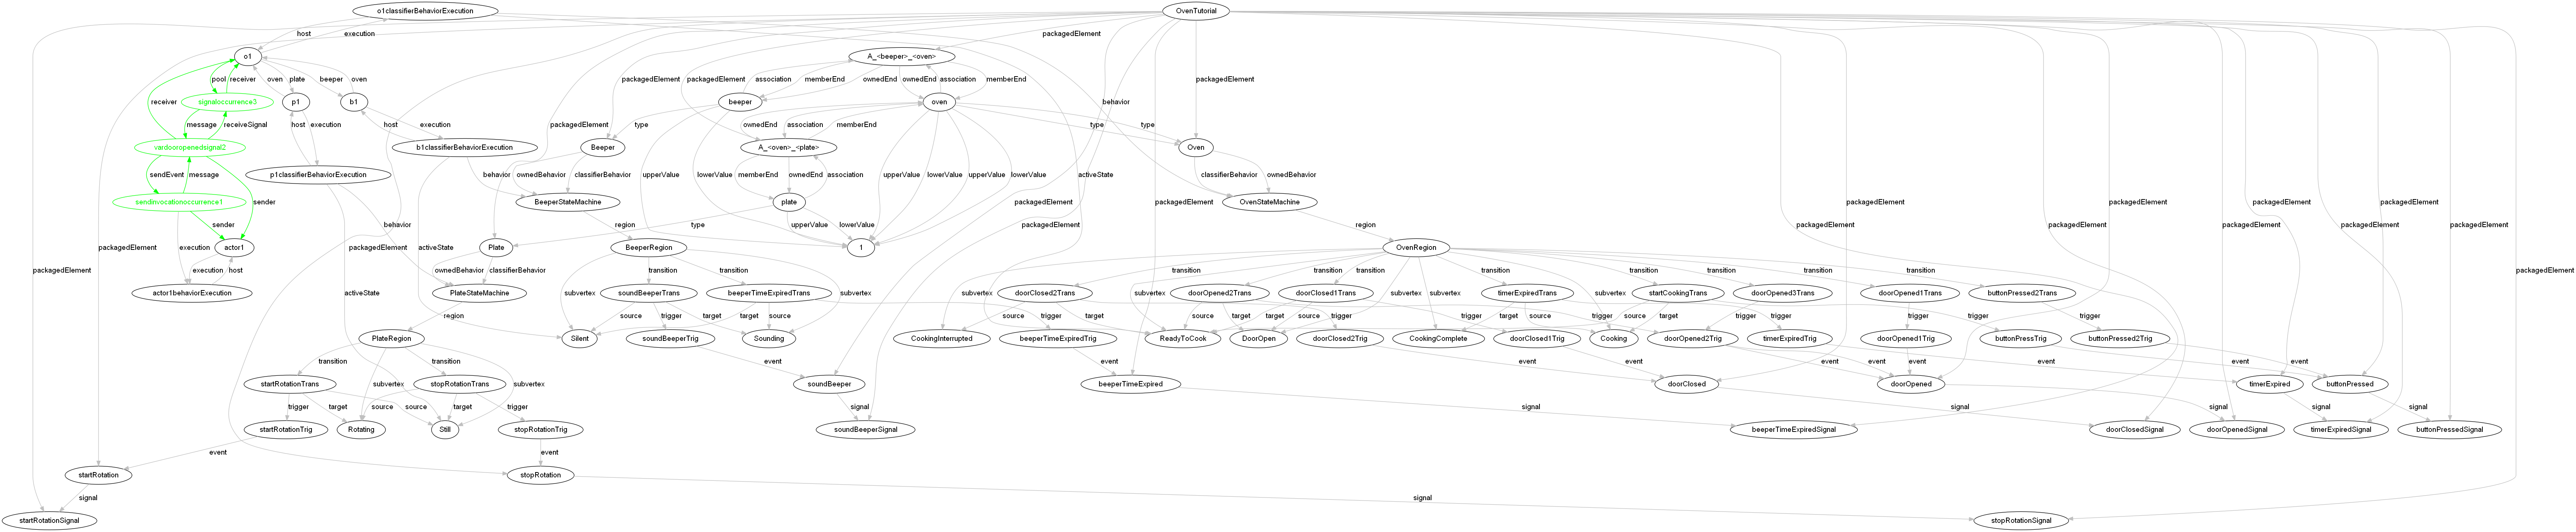 o1classifierBehaviorExecution OvenTutorial
host execution packagedElement
o1 A_<beeper>_<oven>
pool receiver oven plate beeper oven packagedElement packagedElement packagedElement association memberEnd ownedEnd ownedEnd association memberEnd packagedElement
receiver signaloccurrence3 p1 b1 beeper oven behavior
message receiveSignal host execution host execution packagedElement type ownedEnd association memberEnd type type
vardooropenedsignal2 b1classifierBehaviorExecution Beeper A_<oven>_<plate> Oven
sendEvent message p1classifierBehaviorExecution behavior ownedBehavior classifierBehavior upperValue lowerValue memberEnd ownedEnd association upperValue lowerValue upperValue lowerValue activeState classifierBehavior ownedBehavior
sendinvocationoccurrence1 sender BeeperStateMachine plate OvenStateMachine packagedElement packagedElement packagedElement packagedElement packagedElement packagedElement
execution sender behavior region type upperValue lowerValue packagedElement region packagedElement packagedElement packagedElement packagedElement packagedElement
packagedElement packagedElement activeState
actor1 Plate BeeperRegion 1 OvenRegion
packagedElement execution host ownedBehavior classifierBehavior transition transition transition transition transition transition transition transition transition transition packagedElement
actor1behaviorExecution activeState PlateStateMachine subvertex soundBeeperTrans beeperTimeExpiredTrans subvertex subvertex doorClosed2Trans subvertex doorOpened2Trans doorClosed1Trans subvertex subvertex timerExpiredTrans subvertex startCookingTrans doorOpened3Trans doorOpened1Trans buttonPressed2Trans
region source trigger target target source trigger source target source target trigger source target trigger target source trigger source target trigger trigger trigger trigger
PlateRegion Silent soundBeeperTrig Sounding CookingInterrupted beeperTimeExpiredTrig ReadyToCook DoorOpen doorClosed2Trig CookingComplete doorClosed1Trig Cooking doorOpened2Trig timerExpiredTrig doorOpened1Trig buttonPressTrig buttonPressed2Trig
transition transition event event event event event event event event event event
startRotationTrans subvertex stopRotationTrans subvertex soundBeeper beeperTimeExpired doorClosed doorOpened timerExpired buttonPressed
trigger target source source target trigger signal signal signal signal signal signal
startRotationTrig Rotating Still stopRotationTrig soundBeeperSignal beeperTimeExpiredSignal doorClosedSignal doorOpenedSignal timerExpiredSignal buttonPressedSignal
event event
startRotation stopRotation
signal signal
startRotationSignal stopRotationSignal